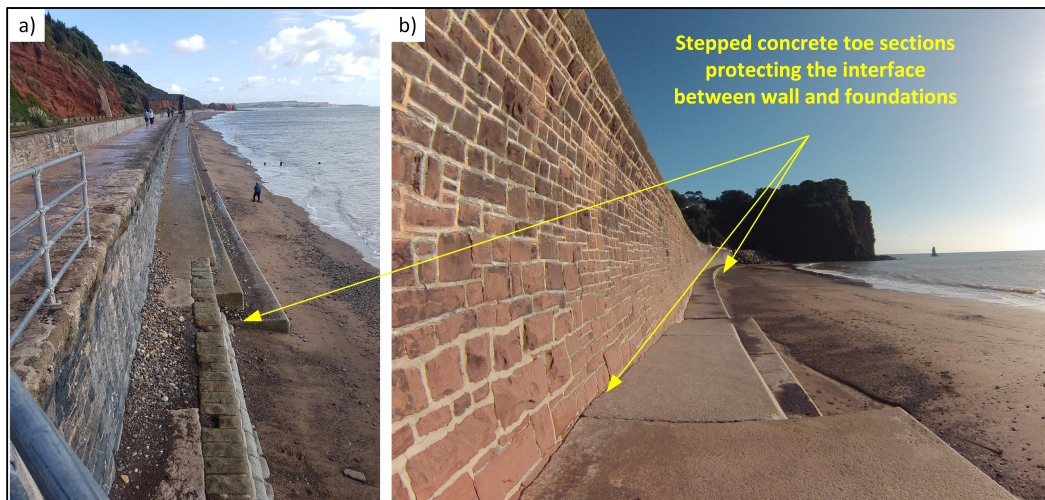 a)
b)
Stepped concrete toe sections
protecting the interface
between wall and foundations